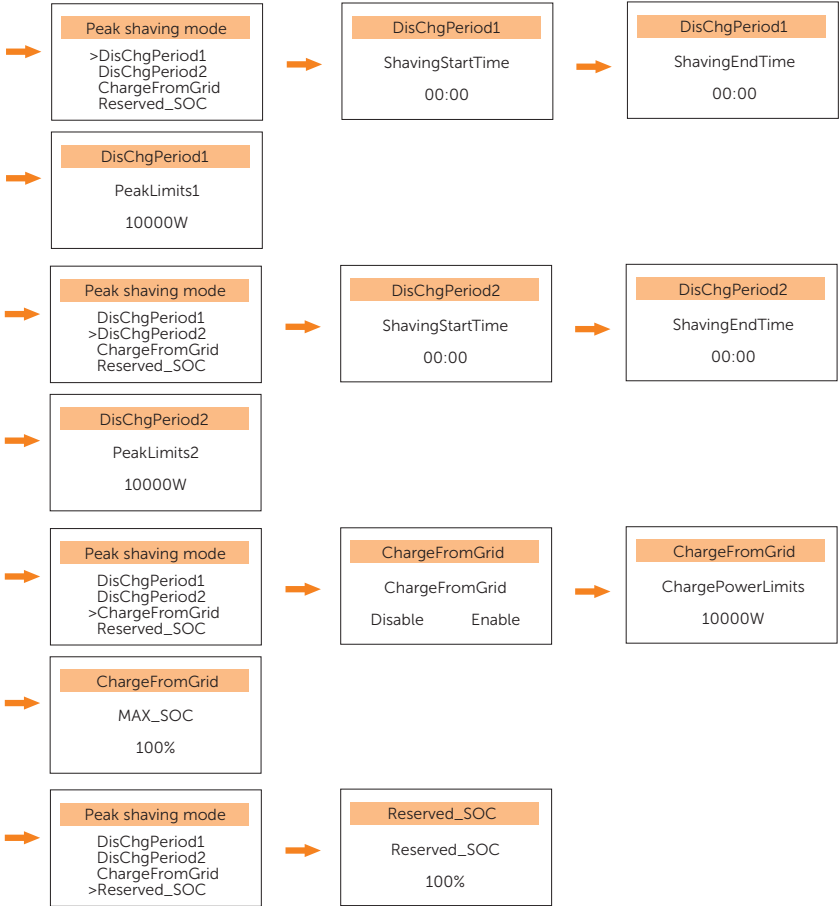 Peak shaving mode
>DisChgPeriod1
DisChgPeriod2
ChargeFromGrid
Reserved_SOC
DisChgPeriod1
ShavingStartTime
00:00
DisChgPeriod1
ShavingEndTime
00:00
DisChgPeriod1
PeakLimits1
10000W
Peak shaving mode
DisChgPeriod1
>DisChgPeriod2
ChargeFromGrid
Reserved_SOC
DisChgPeriod2
ShavingStartTime
00:00
DisChgPeriod2
ShavingEndTime
00:00
DisChgPeriod2
PeakLimits2
10000W
Peak shaving mode
DisChgPeriod1
DisChgPeriod2
>ChargeFromGrid
Reserved_SOC
ChargeFromGrid
ChargeFromGrid
Disable Enable
ChargeFromGrid
ChargePowerLimits
10000W
ChargeFromGrid
MAX_SOC
100%
Peak shaving mode
DisChgPeriod1
DisChgPeriod2
ChargeFromGrid
>Reserved_SOC
Reserved_SOC
Reserved_SOC
100%